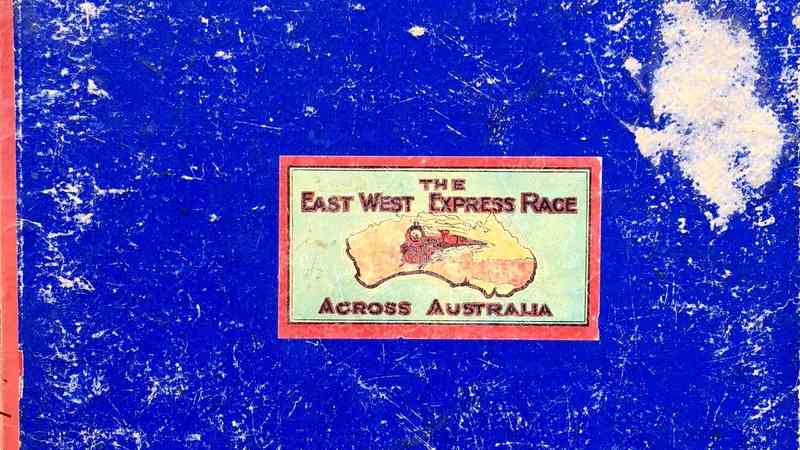 THE
EAST WEST EXPRESS RACE
ACROSS AUSTRALIA